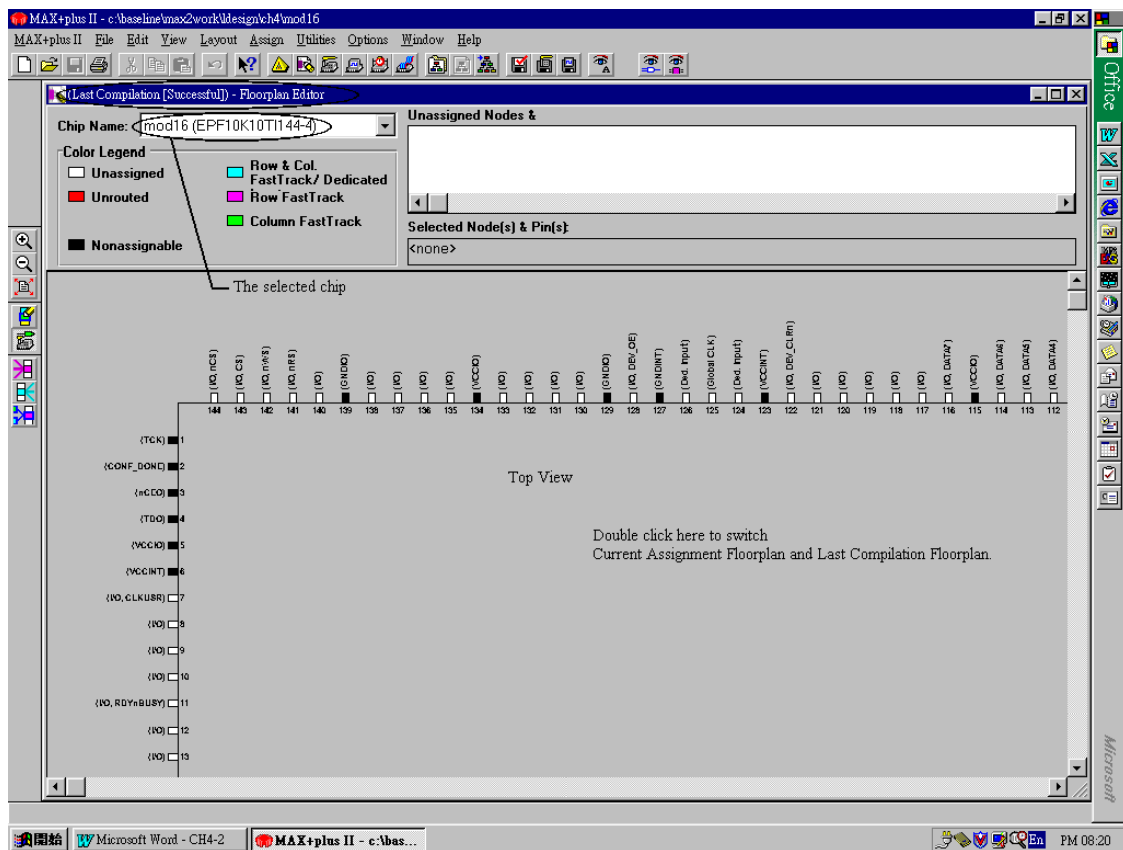 MAX+plus II - c:\baseline\max2work\ldesign\ch4\mod16
MAX+plus II File Edit View Layout Assign Utilities Options Window Help
Office
(Last Compilation [Successful]) - Floorplan Editor
Chip Name: mod16 (EPF10K10TI144-4)
Unassigned Nodes &
Color Legend
Unassigned
Unrouted
Nonassignable
Row & Col.
FastTrack/ Dedicated
Row FastTrack
Column FastTrack
Selected Node(s) & Pin(s):
<none>
The selected chip
(I/O, nCS) (I/O, CS) (I/O, nWS) (I/O, nRS) (I/O) (GNDIO) (I/O) (I/O) (I/O) (I/O) (VCCIO) (I/O) (I/O) (I/O) (I/O) (GNDIO) (I/O, DEV_OE) (GNDINT) (Ded. Input) (Global CLK) (Ded. Input) (VCCINT) (I/O, DEV_CLRn) (I/O) (I/O) (I/O) (I/O) (I/O) (I/O, DATA7) (VCCIO) (I/O, DATA6) (I/O, DATA5) (I/O, DATA4)
144 143 142 141 140 139 138 137 136 135 134 133 132 131 130 129 128 127 126 125 124 123 122 121 120 119 118 117 116 115 114 113 112
(TCK) 1
(CONF_DONE) 2
(nCEO) 3
(TDO) 4
(VCCIO) 5
(VCCINT) 6
(I/O, CLKUSR) 7
(I/O) 8
(I/O) 9
(I/O) 10
(I/O, RDYnBUSY) 11
(I/O) 12
(I/O) 13
Top View
Double click here to switch
Current Assignment Floorplan and Last Compilation Floorplan.
Microsoft
開始 Microsoft Word - CH4-2 MAX+plus II - c:\bas... En PM 08:20